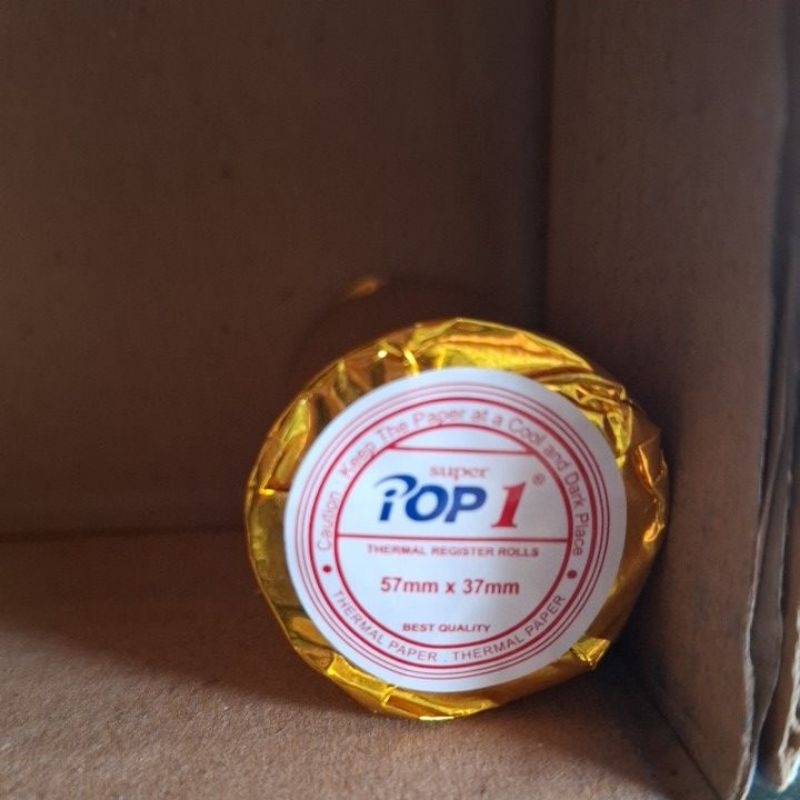 Caution : Keep The Paper at a Cool and Dark Place
super
POP 1®
THERMAL REGISTER ROLLS
57mm x 37mm
BEST QUALITY
THERMAL PAPER . THERMAL PAPER